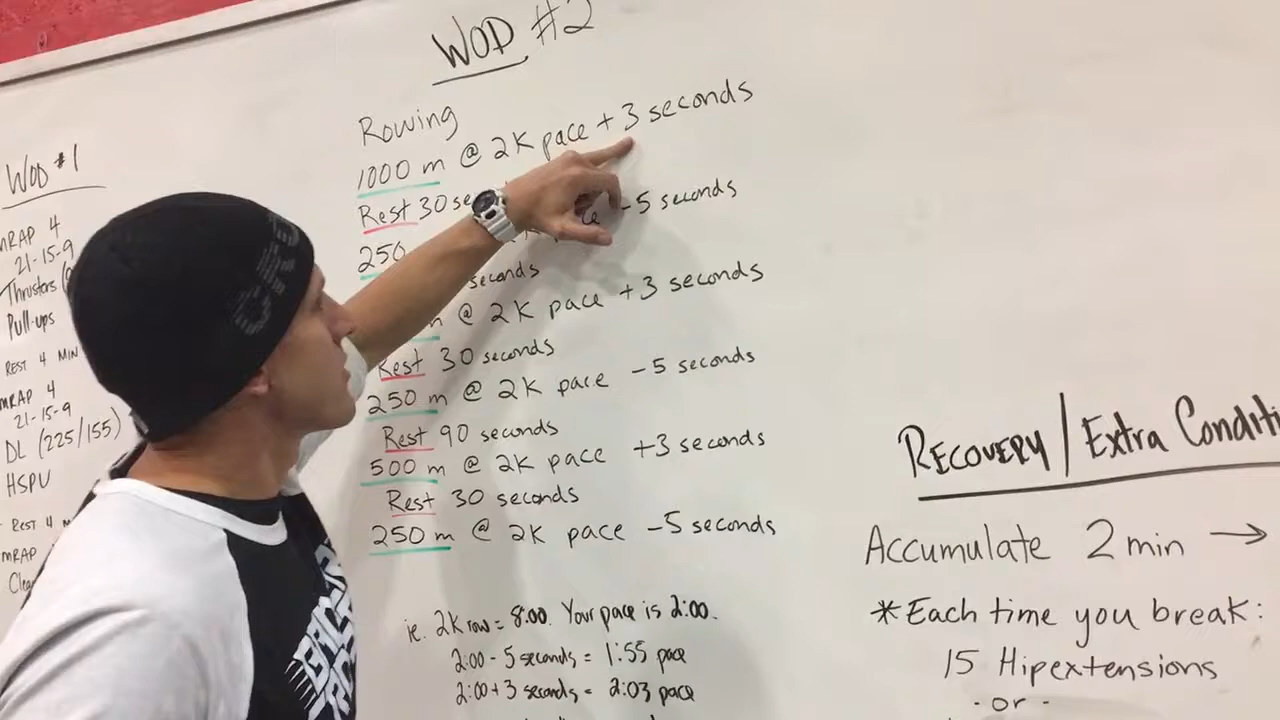 WOD #2
Rowing
1000 m @ 2K pace +3 seconds
Rest 30
250 -5 seconds
seconds
m @ 2K pace +3 seconds
Rest 30 seconds
250 m @ 2K pace -5 seconds
Rest 90 seconds
500 m @ 2K pace +3 seconds
Rest 30 seconds
250 m @ 2K pace -5 seconds
ie. 2K row = 8:00. Your pace is 2:00.
2:00 - 5 seconds = 1:55 pace
2:00 + 3 seconds = 2:03 pace
WOD #1
MRAP 4
21-15-9
Thrusters
Pull-ups
REST 4 MIN
MRAP 4
21-15-9
DL (225/155)
HSPU
REST 4
MRAP
RECOVERY / EXTRA
Accumulate 2 min →
*Each time you break:
15 Hipextensions
-or-